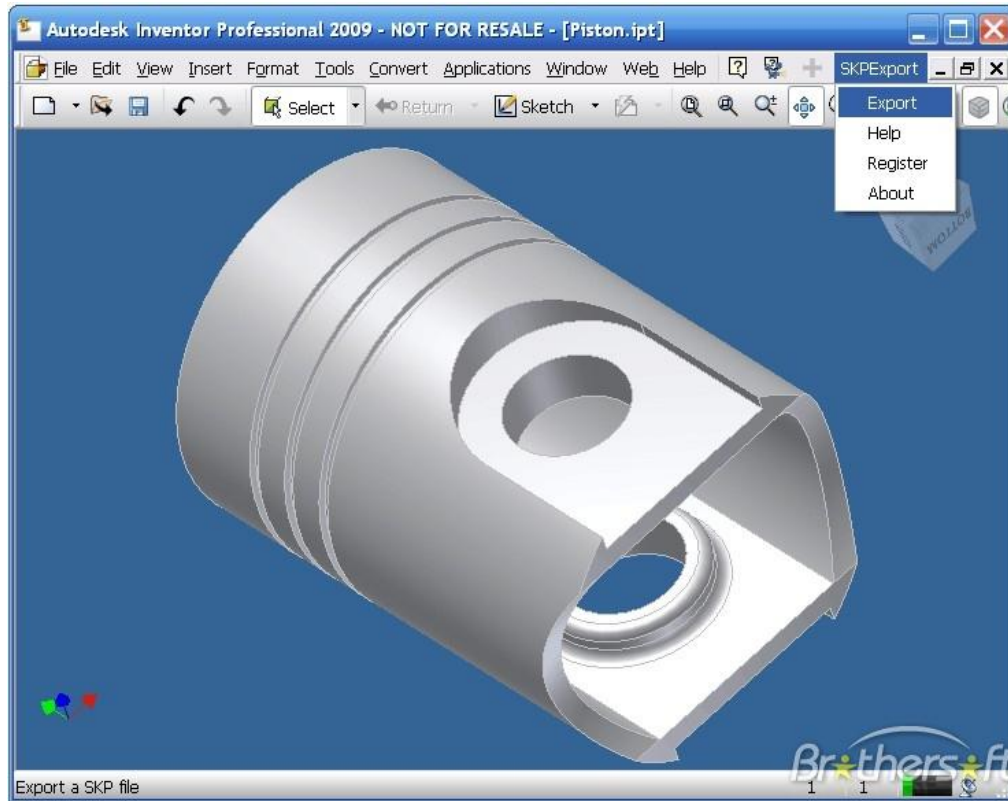 Autodesk Inventor Professional 2009 - NOT FOR RESALE - [Piston.ipt]
File Edit View Insert Format Tools Convert Applications Window Web Help SKPExport
Select Return Sketch
Export
Help
Register
About
BOTTOM
Brothersoft
Export a SKP file 1 1